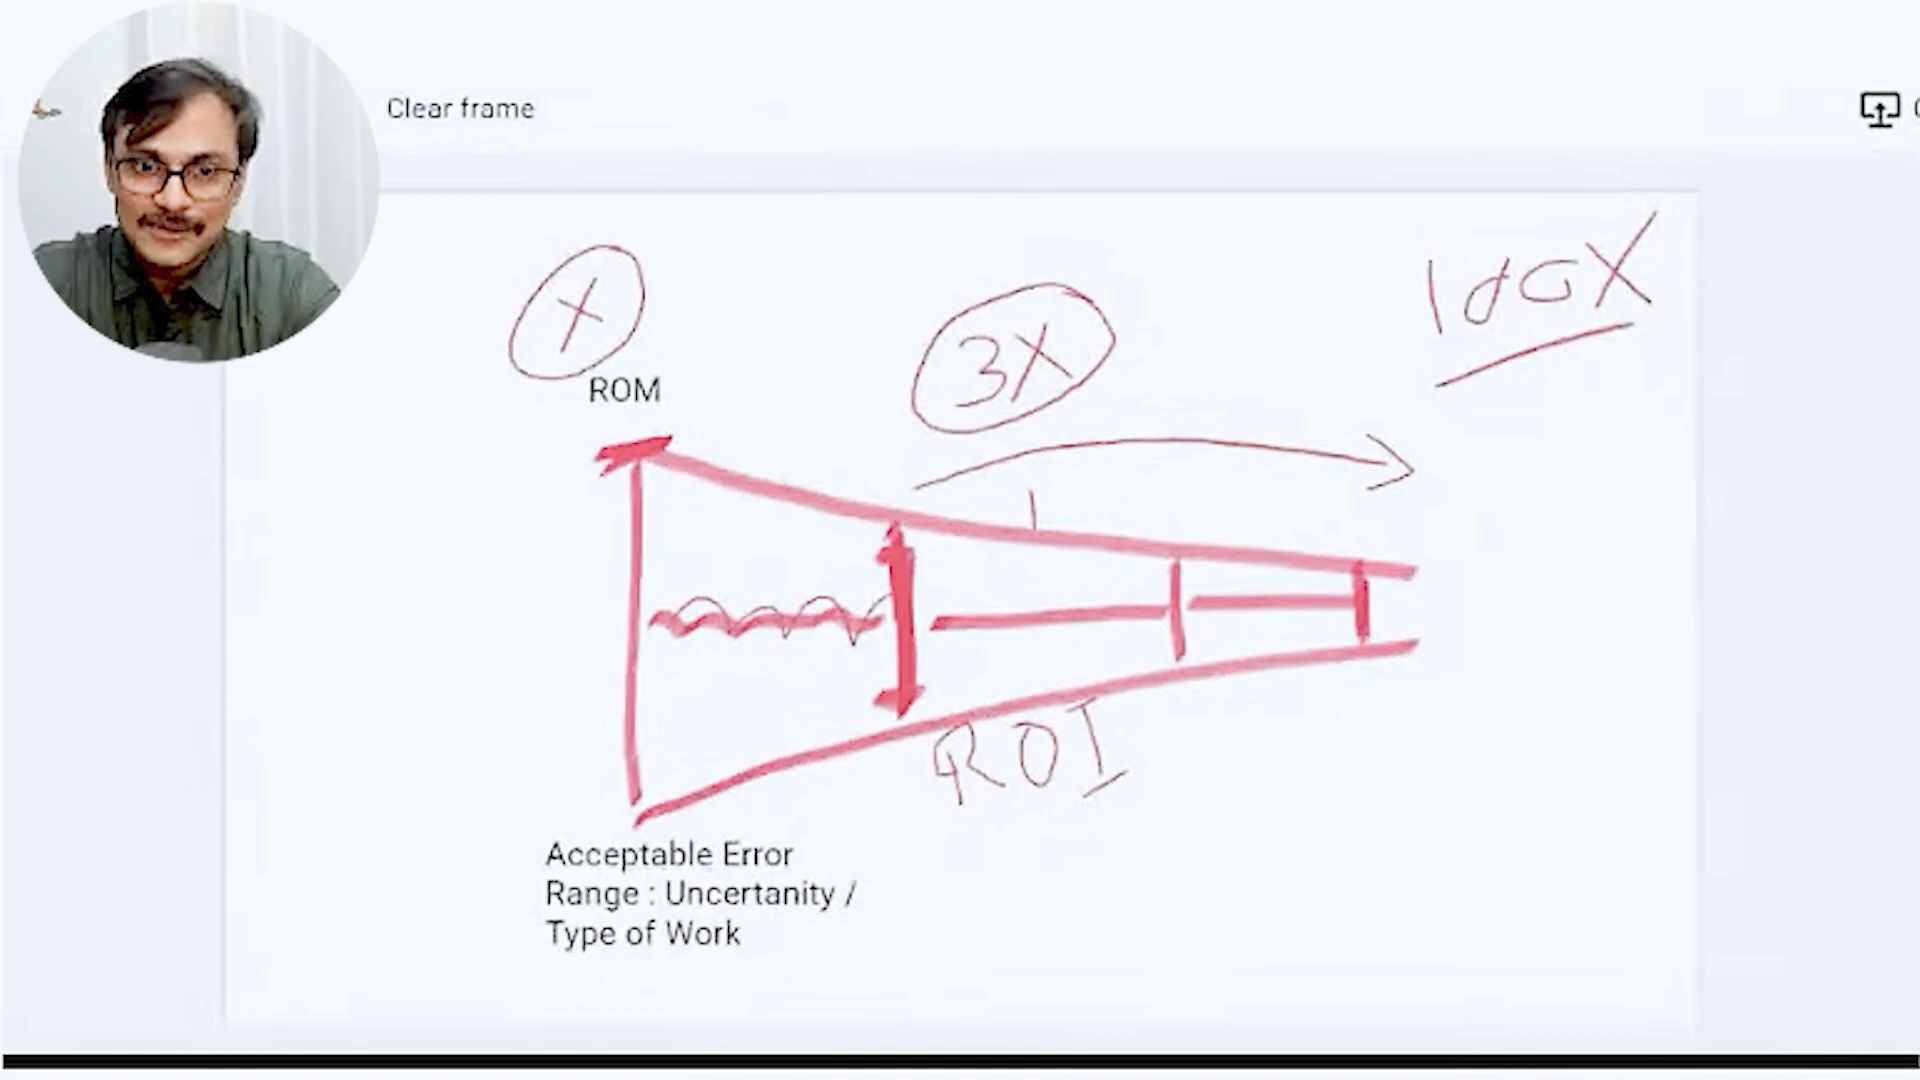 Clear frame
X
ROM
3X
100X
ROI
Acceptable Error
Range : Uncertanity /
Type of Work